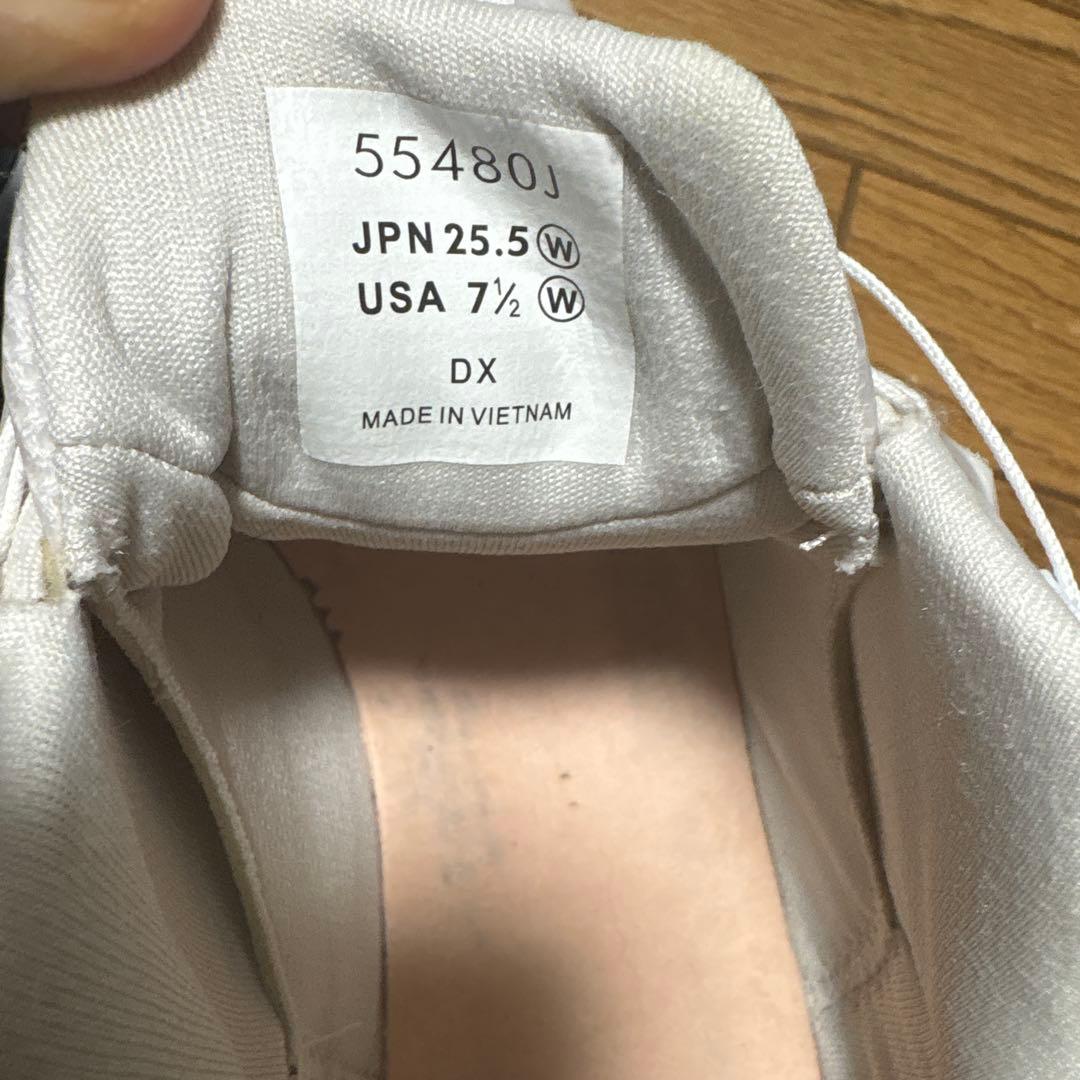 55480J
JPN 25.5 Ⓦ
USA 7½ Ⓦ
DX
MADE IN VIETNAM